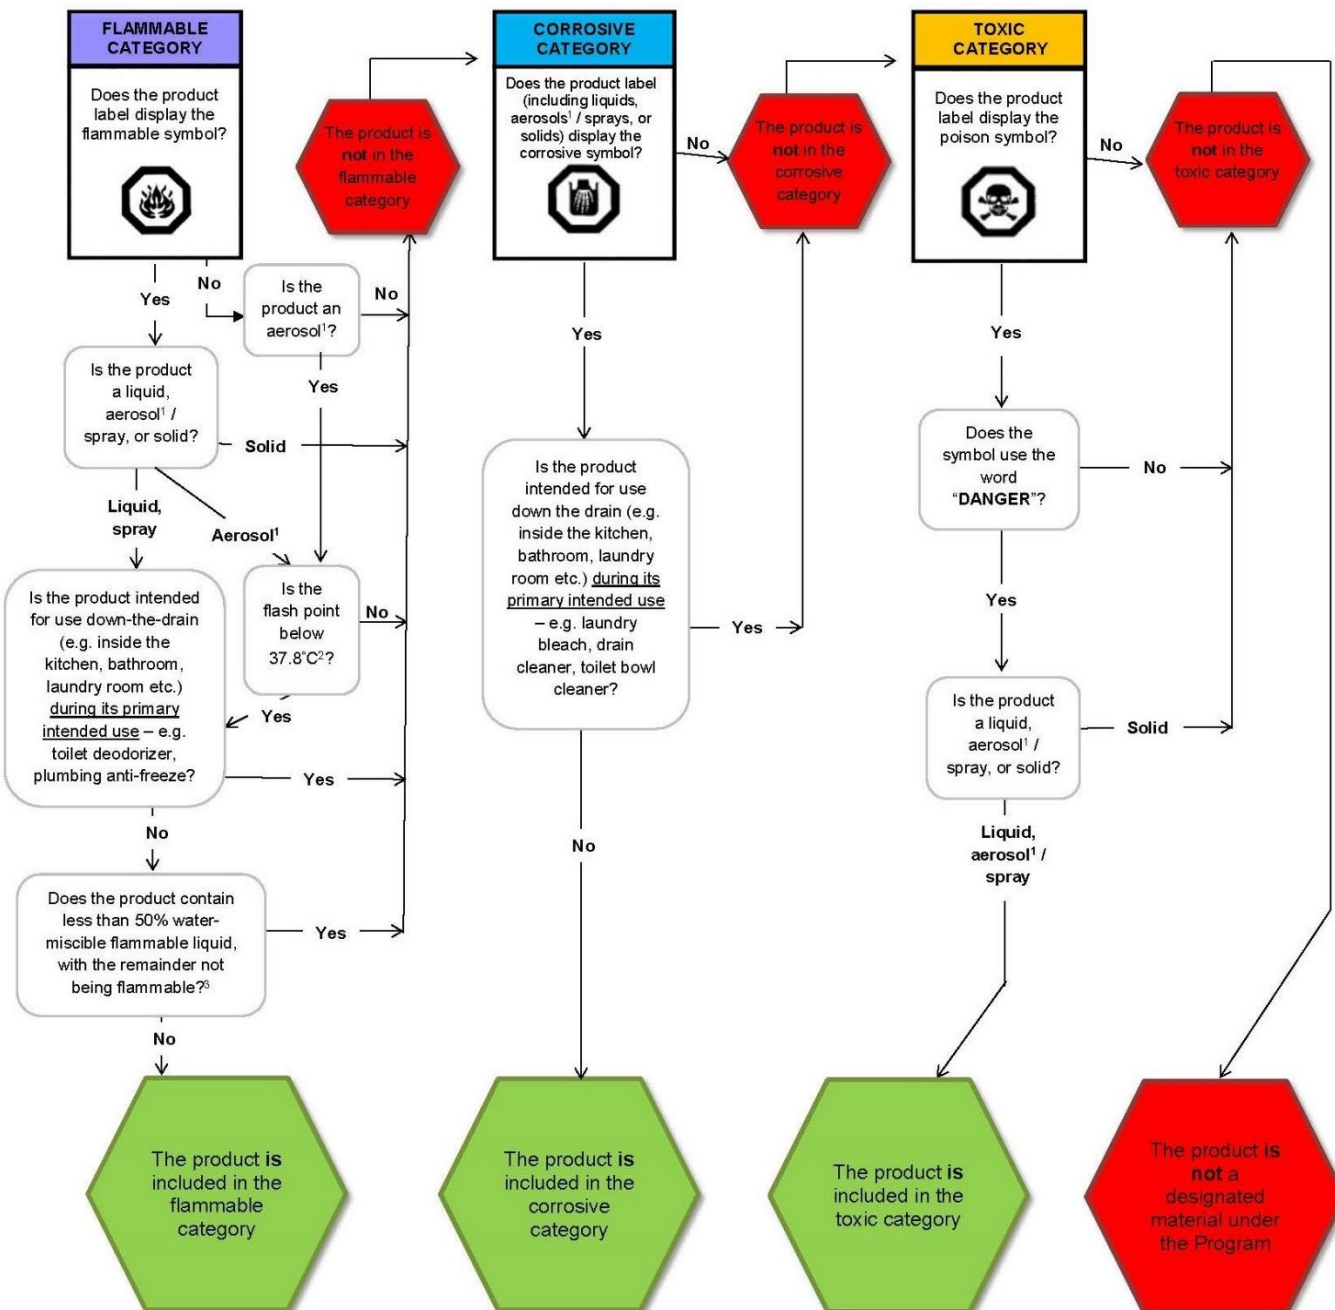 FLAMMABLE
CATEGORY
Does the product
label display the
flammable symbol?
No
Yes
Is the
product an
aerosol¹?
No
Yes
Is the product
a liquid,
aerosol¹ /
spray, or solid?
Solid
Liquid,
spray
Aerosol¹
Is the
flash point
below
37.8°C²?
No
Yes
Is the product intended
for use down-the-drain
(e.g. inside the
kitchen, bathroom,
laundry room etc.)
during its primary
intended use – e.g.
toilet deodorizer,
plumbing anti-freeze?
Yes
No
Does the product contain
less than 50% water-
miscible flammable liquid,
with the remainder not
being flammable?³
Yes
No
The product is
included in the
flammable
category
The product is
not in the
flammable
category
CORROSIVE
CATEGORY
Does the product label
(including liquids,
aerosols¹ / sprays, or
solids) display the
corrosive symbol?
No
Yes
Is the product
intended for use
down the drain (e.g.
inside the kitchen,
bathroom, laundry
room etc.) during its
primary intended use
– e.g. laundry
bleach, drain
cleaner, toilet bowl
cleaner?
Yes
No
The product is
included in the
corrosive
category
The product is
not in the
corrosive
category
TOXIC
CATEGORY
Does the product
label display the
poison symbol?
No
Yes
Does the
symbol use the
word
“DANGER”?
No
Yes
Is the product
a liquid,
aerosol¹ /
spray, or solid?
Solid
Liquid,
aerosol¹ /
spray
The product is
included in the
toxic category
The product is
not in the
toxic category
The product is
not a
designated
material under
the Program